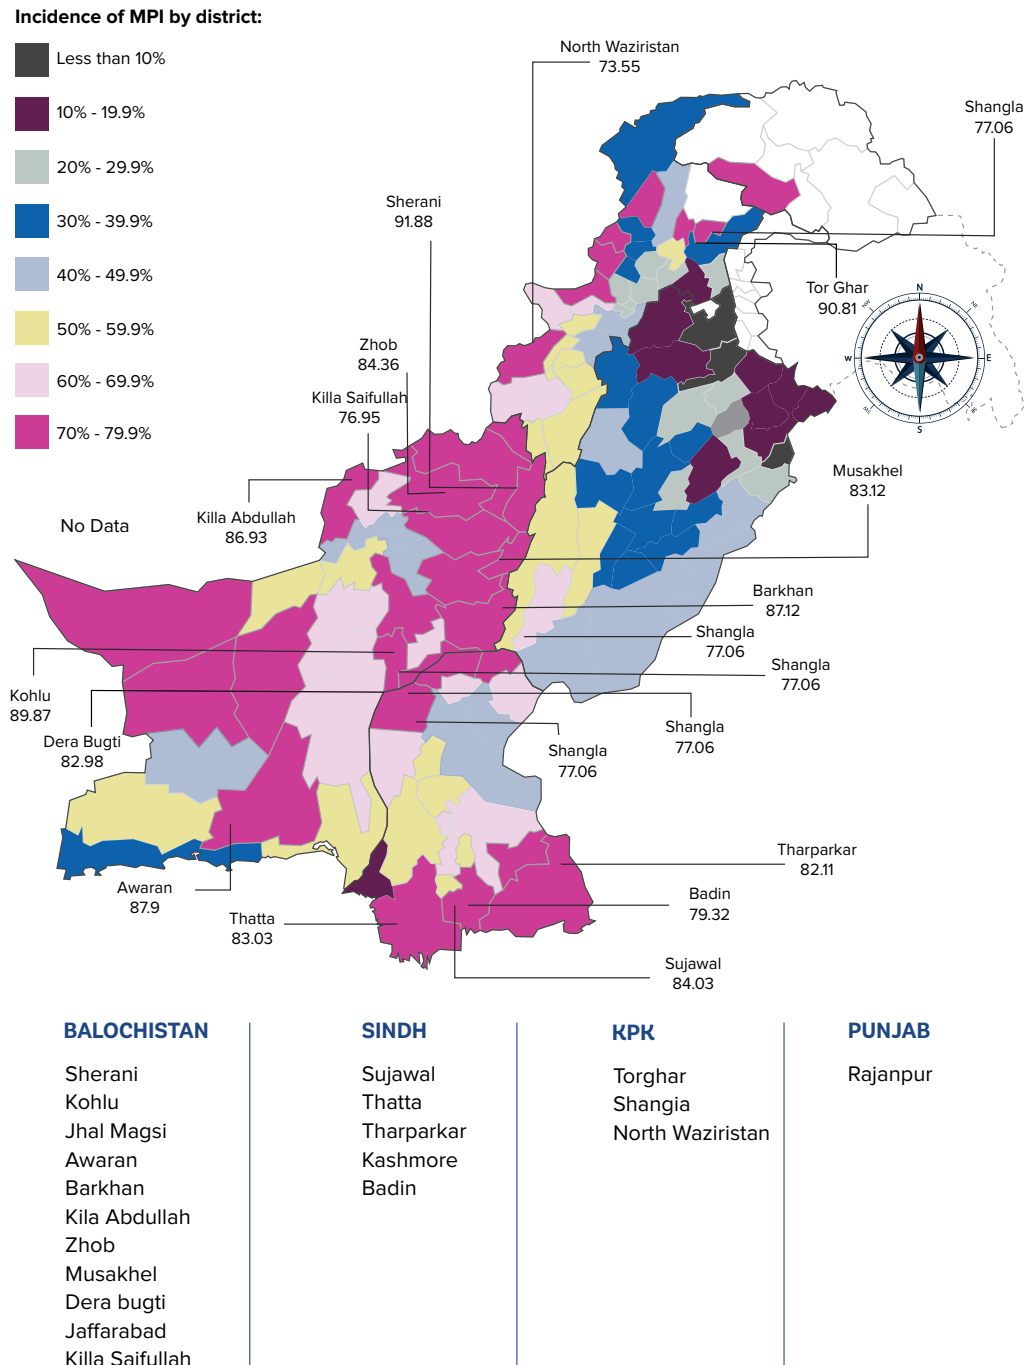 Incidence of MPI by district:
Less than 10%
10% - 19.9%
20% - 29.9%
30% - 39.9%
40% - 49.9%
50% - 59.9%
60% - 69.9%
70% - 79.9%
North Waziristan
73.55
Shangla
77.06
Sherani
91.88
Tor Ghar
90.81
Zhob
84.36
Killa Saifullah
76.95
N
NE
E
SE
S
SW
W
NW
Musakhel
83.12
Killa Abdullah
86.93
No Data
Barkhan
87.12
Shangla
77.06
Shangla
77.06
Kohlu
89.87
Shangla
77.06
Dera Bugti
82.98
Shangla
77.06
Tharparkar
82.11
Awaran
87.9
Badin
79.32
Thatta
83.03
Sujawal
84.03
BALOCHISTAN
Sherani
Kohlu
Jhal Magsi
Awaran
Barkhan
Kila Abdullah
Zhob
Musakhel
Dera bugti
Jaffarabad
Killa Saifullah
SINDH
Sujawal
Thatta
Tharparkar
Kashmore
Badin
KPK
Torghar
Shangia
North Waziristan
PUNJAB
Rajanpur